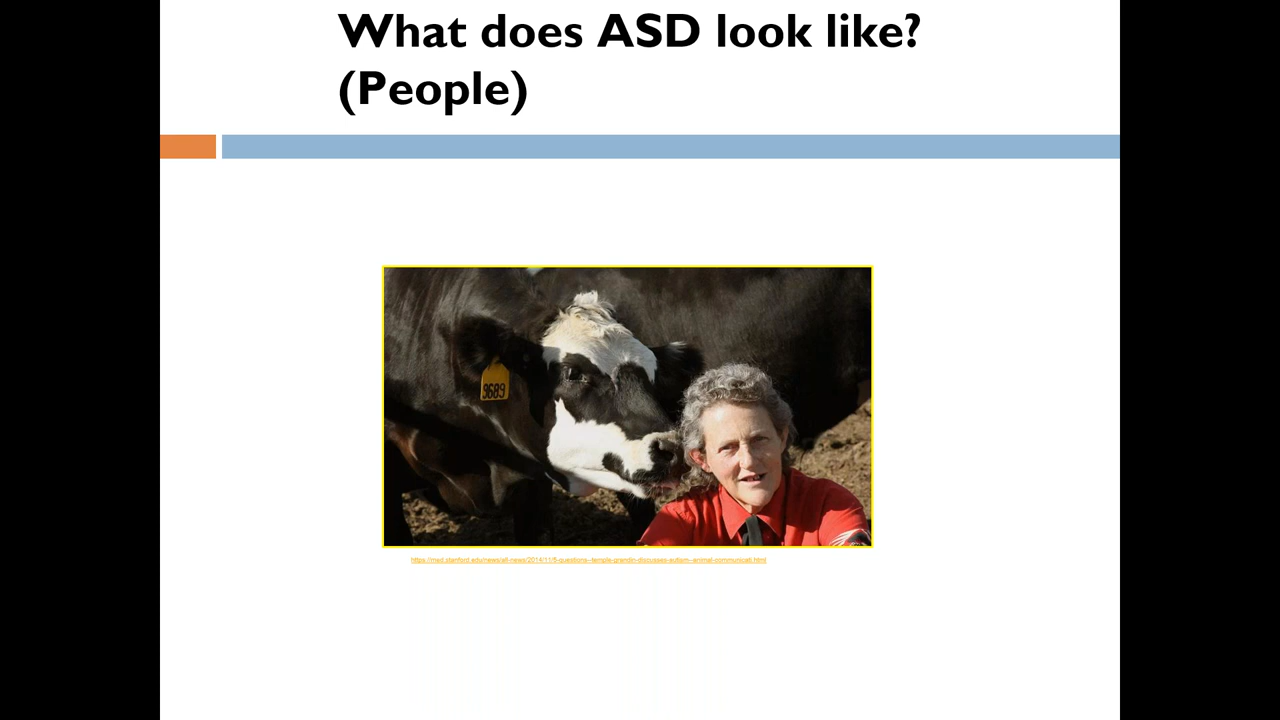 What does ASD look like?
(People)
9689
https://med.stanford.edu/news/all-news/2014/11/5-questions--temple-grandin-discusses-autism--animal-communicati.html